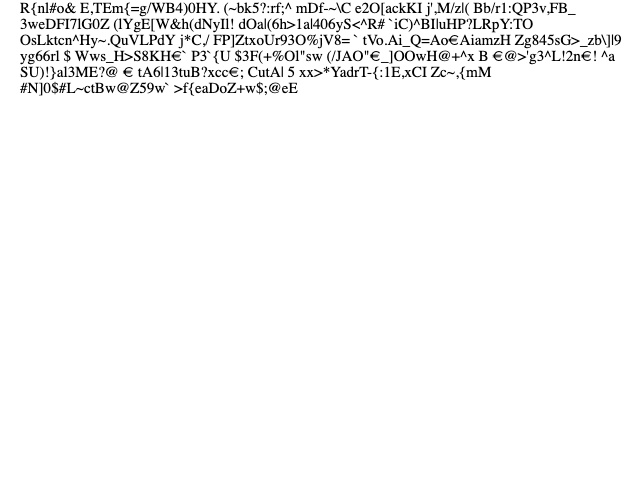 R{nl#o& E,TEm{=g/WB4)0HY. (~bk5?:rf;^ mDf-~\C e2O[ackKI j',M/z|( Bb/r1:QP3v,FB_
3weDFI7lG0Z (lYgE[W&h(dNyIl! dOa|(6h>1a|406yS<^R# `iC)^BI|uHP?LRpY:TO
OsLktcn^Hy~.QuVLPdY j*C,/ FP]ZtxoUr93O%jV8= ` tVo.Ai_Q=Ao€AiamzH Zg845sG>_zb\]|9
yg66rl $ Wws_H>S8KH€` P3`{U $3F(+%Ol"sw (/JAO"€_]OOwH@+^x B €@>'g3^L!2n€! ^a
SU)!}al3ME?@ € tA6|13tuB?xcc€; CutA| 5 xx>*YadrT-{:1E,xCI Zc~,{mM
#N]0$#L~ctBw@Z59w` >f{eaDoZ+w$;@eE